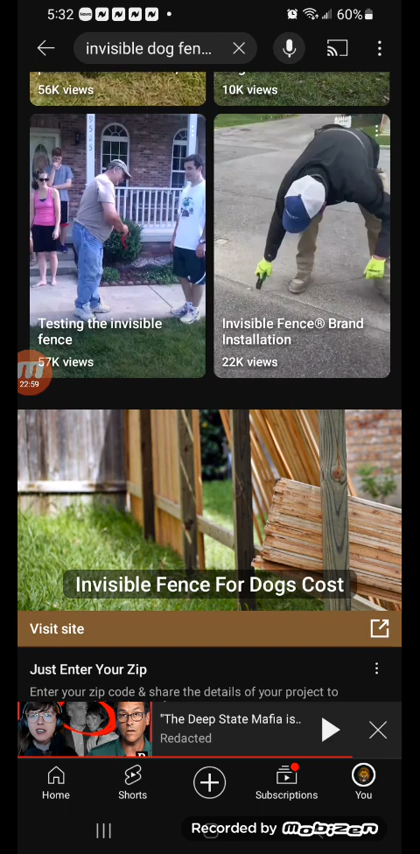 5:32
60%
invisible dog fen...
56K views
10K views
Testing the invisible
fence
57K views
Invisible Fence® Brand
Installation
22K views
22:59
Invisible Fence For Dogs Cost
Visit site
Just Enter Your Zip
Enter your zip code & share the details of your project to
"The Deep State Mafia is..
Redacted
Home
Shorts
Subscriptions
You
Recorded by MOBIZEN